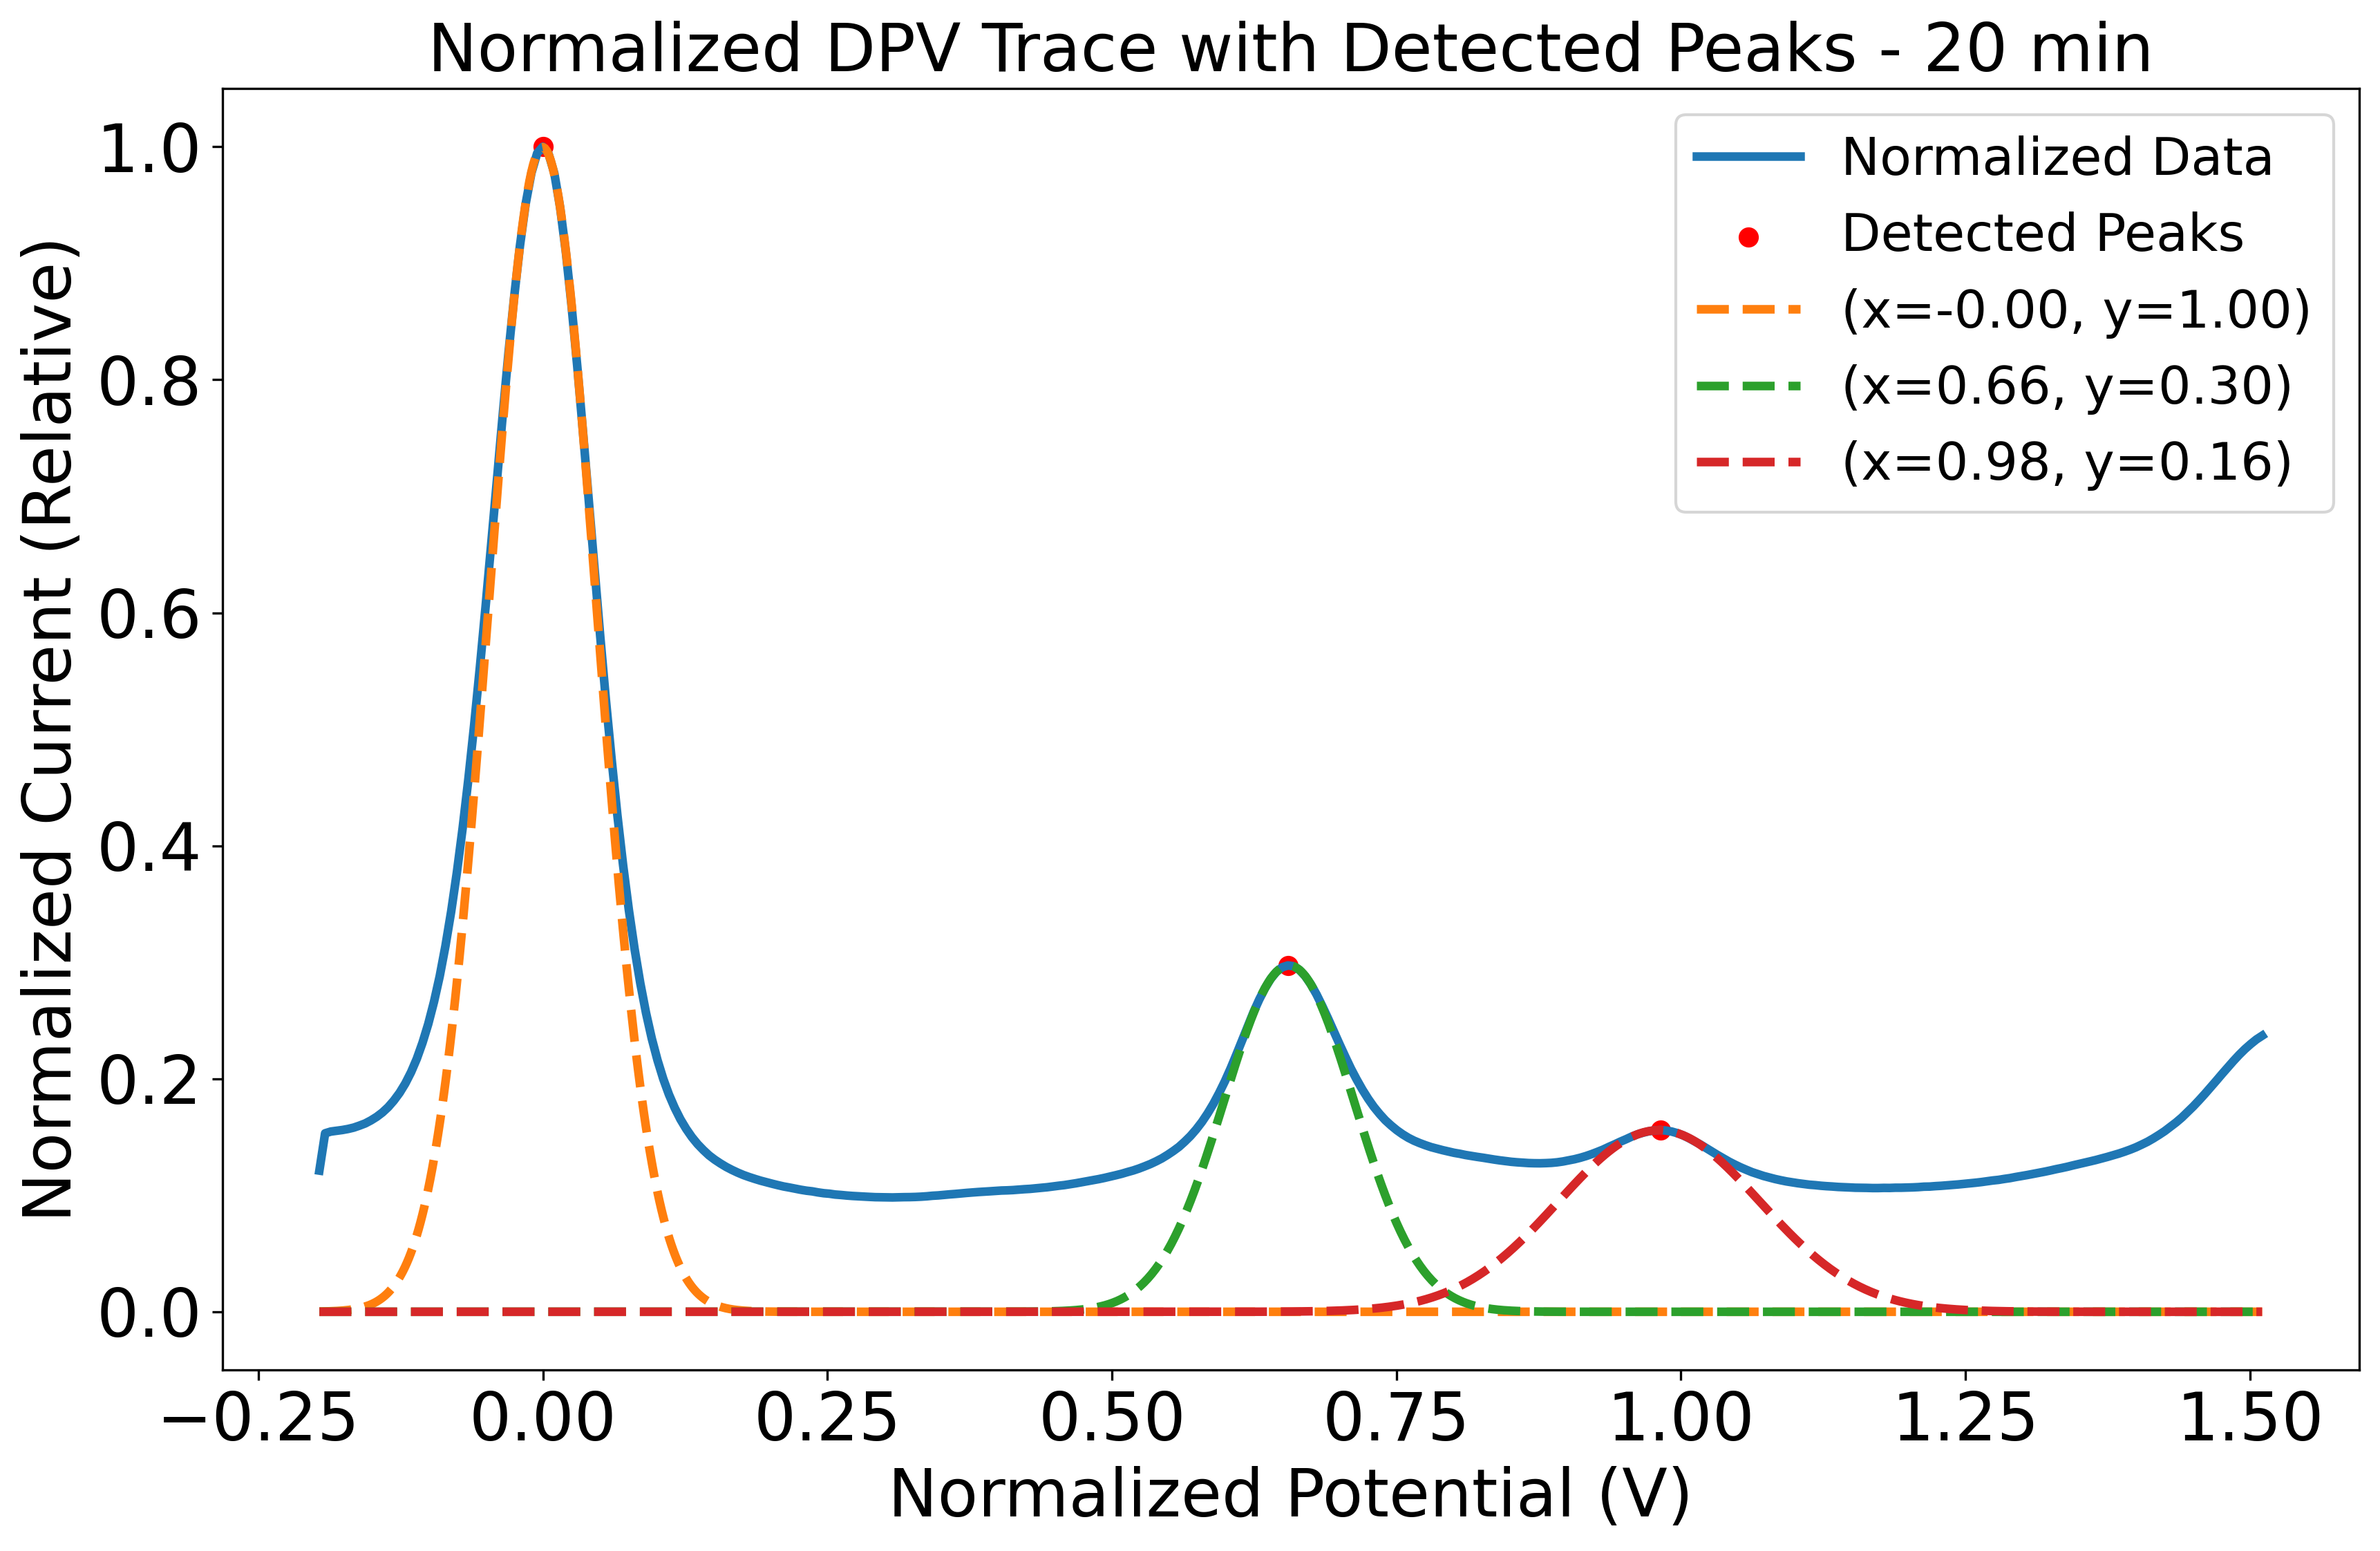 Normalized DPV Trace with Detected Peaks - 20 min
Normalized Current (Relative)
1.0
0.8
0.6
0.4
0.2
0.0
Normalized Data
Detected Peaks
(x=-0.00, y=1.00)
(x=0.66, y=0.30)
(x=0.98, y=0.16)
−0.25
0.00
0.25
0.50
0.75
1.00
1.25
1.50
Normalized Potential (V)